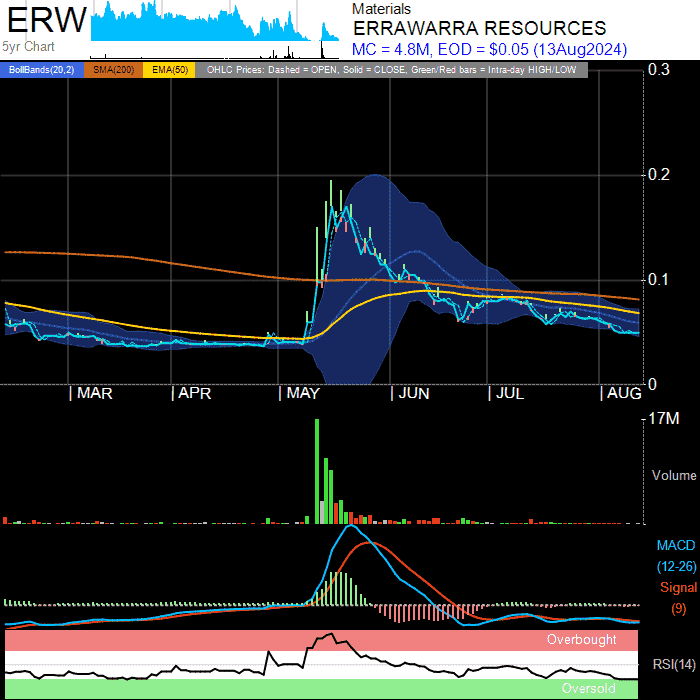 ERW
5yr Chart
Materials
ERRAWARRA RESOURCES
MC = 4.8M, EOD = $0.05 (13Aug2024)
BollBands(20,2) SMA(200) EMA(50) OHLC Prices: Dashed = OPEN, Solid = CLOSE, Green/Red bars = Intra-day HIGH/LOW
0.3
0.2
0.1
0
MAR APR MAY JUN JUL AUG
17M
Volume
MACD
(12-26)
Signal
(9)
Overbought
RSI(14)
Oversold